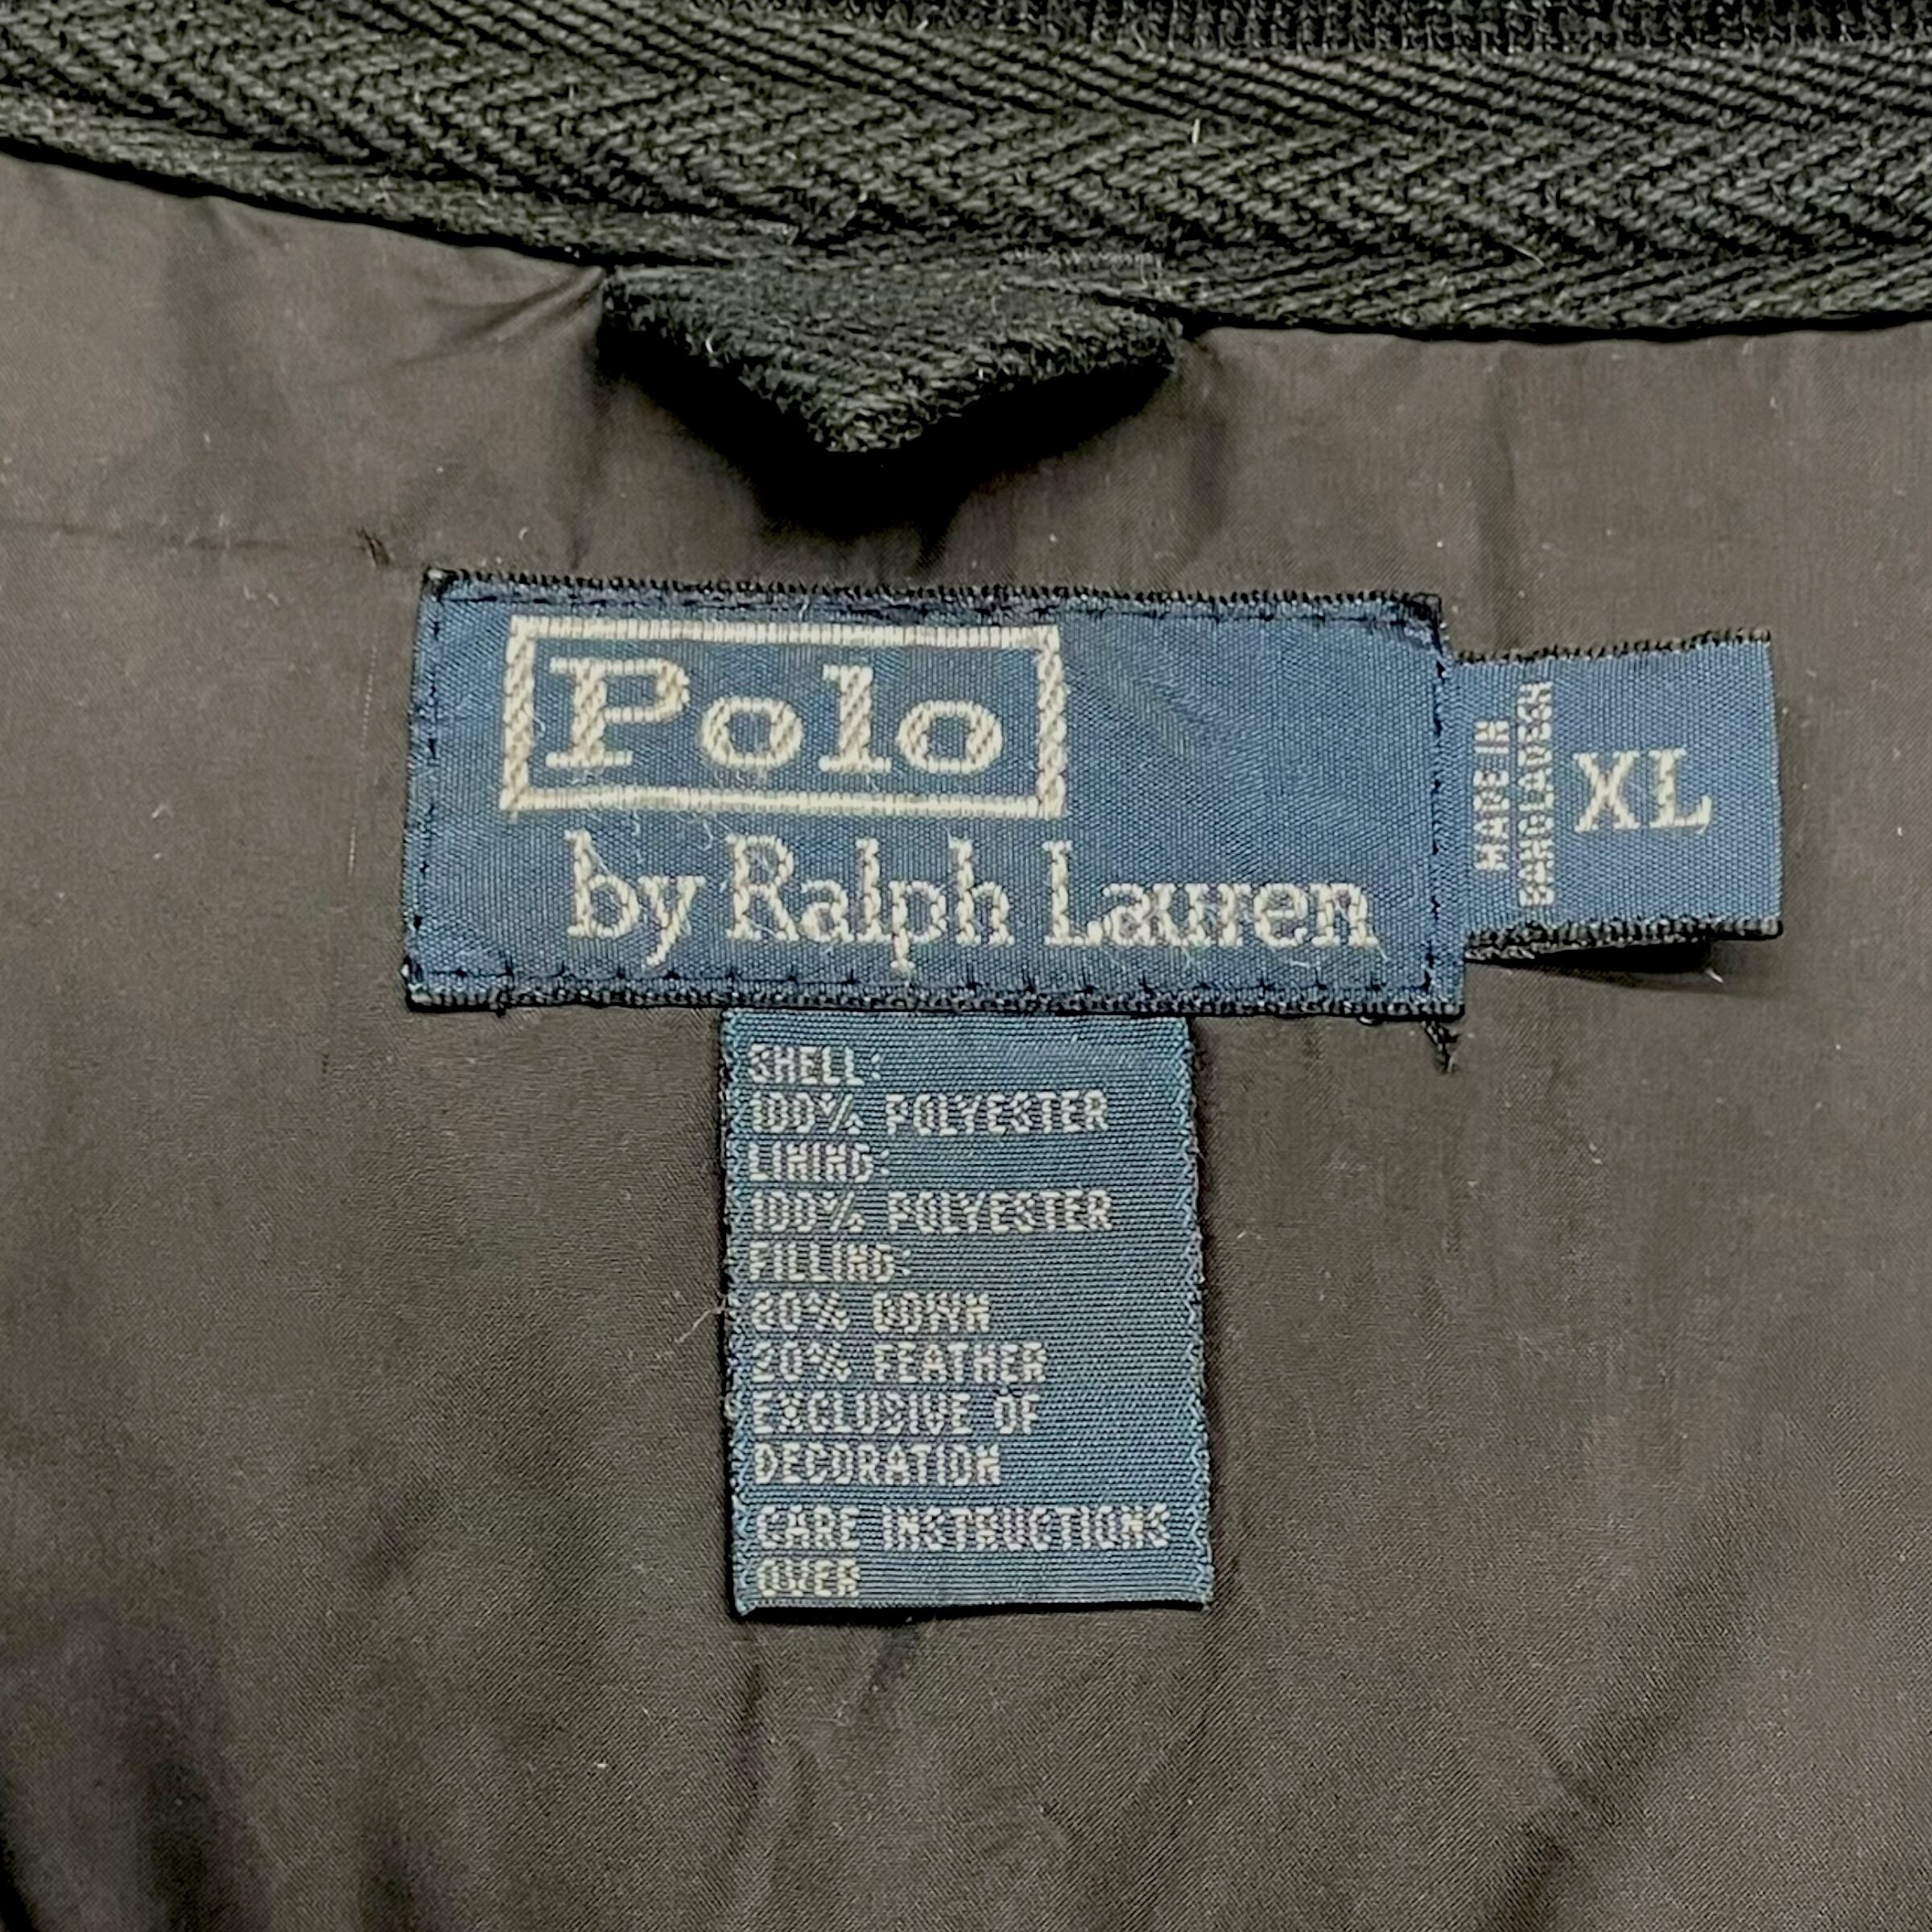 Polo
by Ralph Lauren
MADE IN
BANGLADESH
XL
SHELL:
100% POLYESTER
LINING:
100% POLYESTER
FILLING:
80% DOWN
20% FEATHER
EXCLUSIVE OF
DECORATION
CARE INSTRUCTIONS
OVER